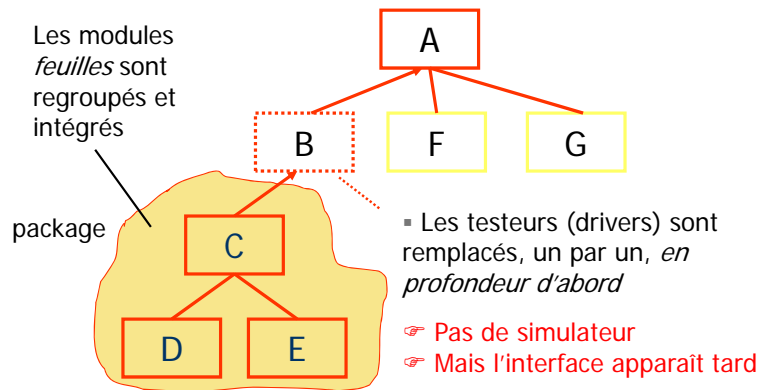 Les modules
feuilles sont
regroupés et
intégrés
A
B
F
G
package
C
D
E
▪ Les testeurs (drivers) sont
remplacés, un par un, en
profondeur d'abord
☞ Pas de simulateur
☞ Mais l'interface apparaît tard